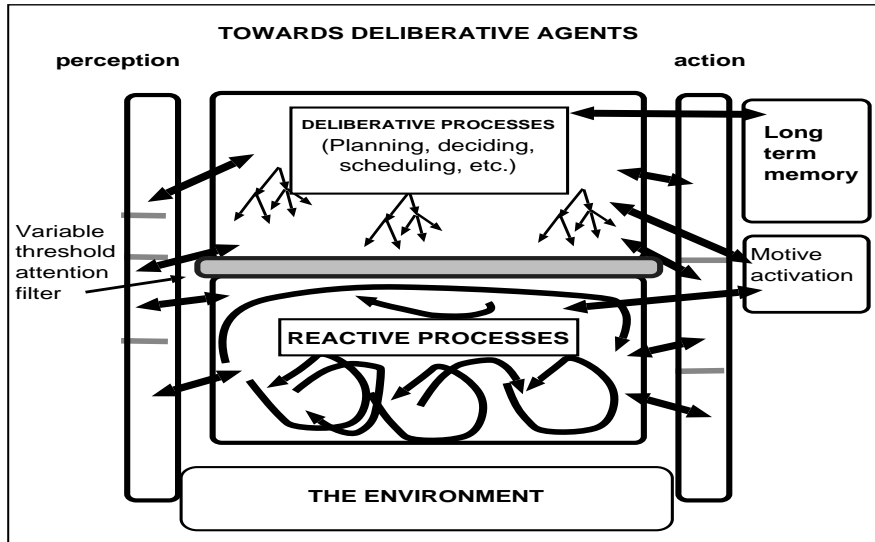 TOWARDS DELIBERATIVE AGENTS
perception
action
DELIBERATIVE PROCESSES
(Planning, deciding,
scheduling, etc.)
Long
term
memory
Variable
threshold
attention
filter
Motive
activation
REACTIVE PROCESSES
THE ENVIRONMENT